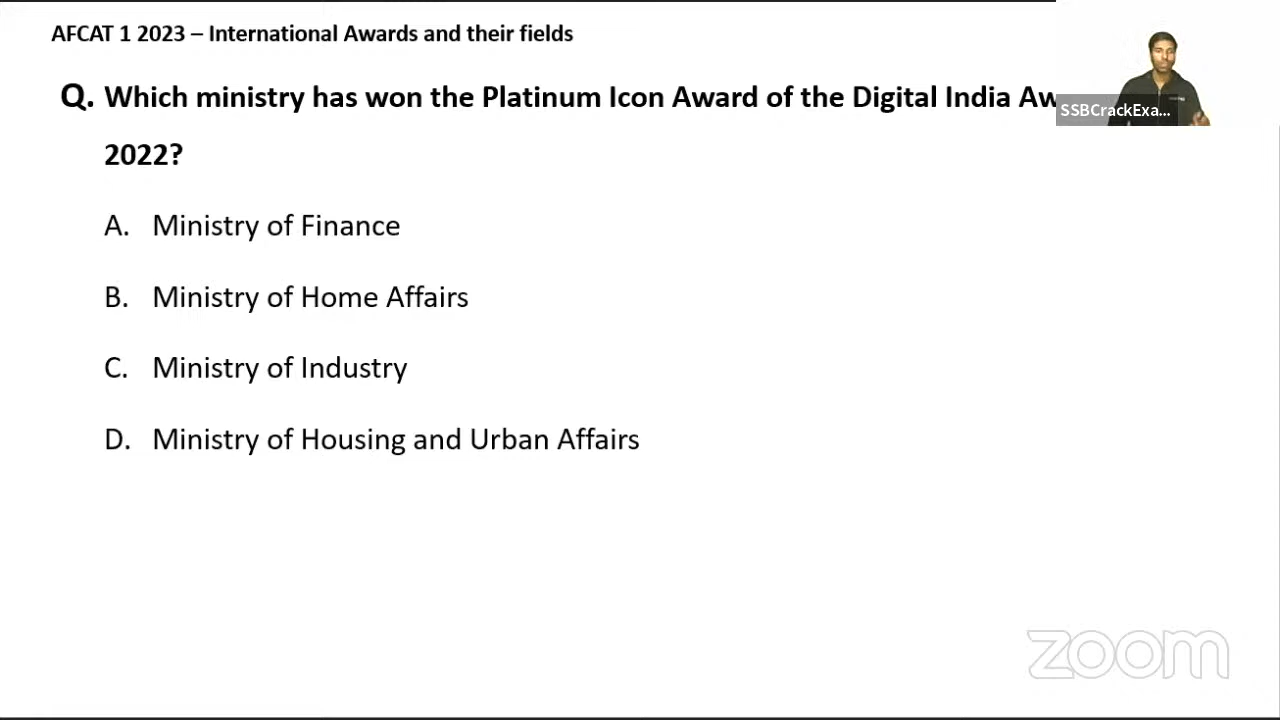 AFCAT 1 2023 – International Awards and their fields
Q. Which ministry has won the Platinum Icon Award of the Digital India
2022?
A. Ministry of Finance
B. Ministry of Home Affairs
C. Ministry of Industry
D. Ministry of Housing and Urban Affairs
SSBCrackExa...
zoom